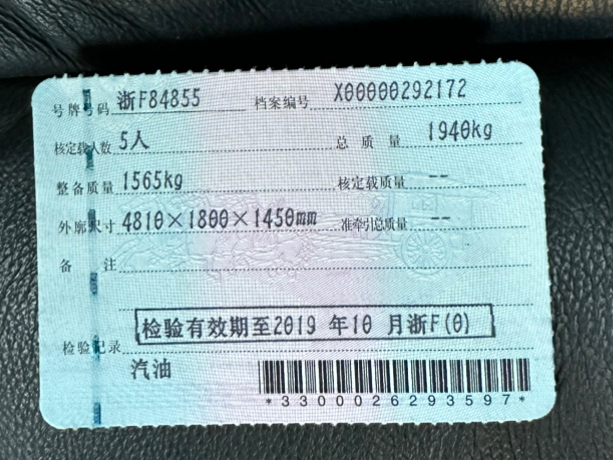 号牌号码 浙F84855 档案编号 X00000292172
核定载人数 5人 总质量 1940kg
整备质量 1565kg 核定载质量 --
外廓尺寸 4810×1800×1450mm 准牵引总质量 --
备注
检验有效期至2019 年10 月浙F(0)
检验记录
汽油
*3300026293597*